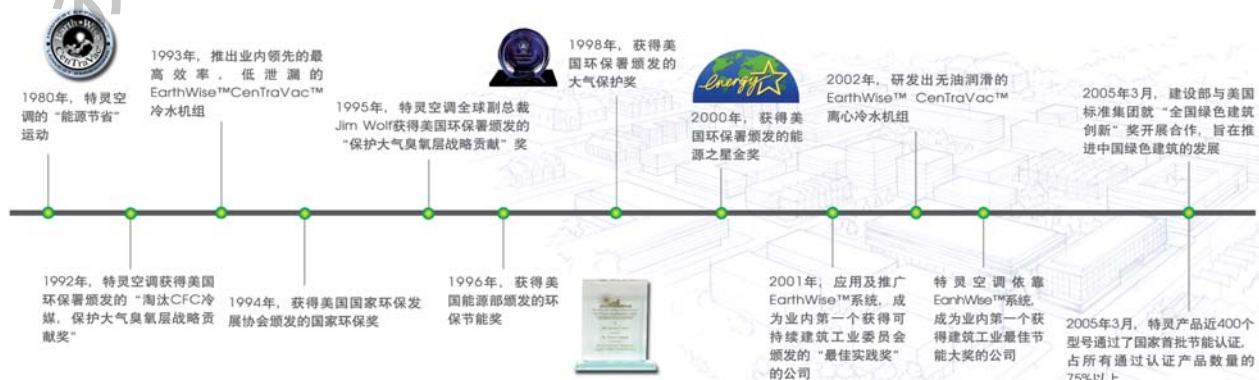 Earth•Wise
CenTraVac
1980年，特灵空
调的“能源节省”
运动
1993年，推出业内领先的最
高效率，低泄漏的
EarthWise™CenTraVac™
冷水机组
1995年，特灵空调全球副总裁
Jim Wolf获得美国环保署颁发的
“保护大气臭氧层战略贡献”奖
1998年，获得美
国环保署颁发的
大气保护奖
energy
2000年，获得美
国环保署颁发的能
源之星金奖
2002年，研发出无油润滑的
EarthWise™ CenTraVac™
离心冷水机组
2005年3月，建设部与美国
标准集团就“全国绿色建筑
创新”奖开展合作，旨在推
进中国绿色建筑的发展
1992年，特灵空调获得美国
环保署颁发的“淘汰CFC冷
媒，保护大气臭氧层战略贡
献奖”
1994年，获得美国国家环保发
展协会颁发的国家环保奖
1996年，获得美
国能源部颁发的环
保节能奖
2001年，应用及推广
EarthWise™系统，成
为业内第一个获得可
持续建筑工业委员会
颁发的“最佳实践奖”
的公司
特灵空调依靠
EanhWise™系统，
成为业内第一个获
得建筑工业最佳节
能大奖的公司
2005年3月，特灵产品近400个
型号通过了国家首批节能认证，
占所有通过认证产品数量的
75%以上